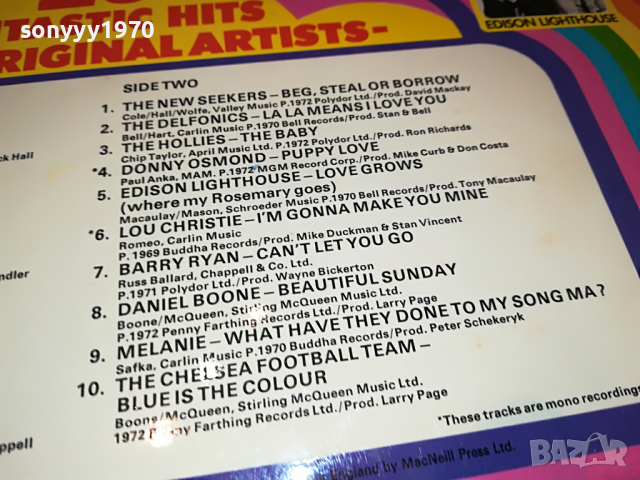 sonyyy1970
TASTIC HITS
RIGINAL ARTISTS-
EDISON LIGHTHOUSE
SIDE TWO
1. THE NEW SEEKERS – BEG, STEAL OR BORROW
Cole/Hall/Wolfe. Valley Music P.1972 Polydor Ltd./Prod. David Mackay
2. THE DELFONICS – LA LA MEANS I LOVE YOU
Bell/Hart, Carlin Music P.1970 Bell Records/Prod. Stan & Bell
3. THE HOLLIES – THE BABY
Chip Taylor, April Music Ltd. P.1972 Polydor Ltd./Prod. Ron Richards
*4. DONNY OSMOND – PUPPY LOVE
Paul Anka, MAM. P.1972 MGM Record Corp./Prod. Mike Curb & Don Costa
5. EDISON LIGHTHOUSE – LOVE GROWS
(where my Rosemary goes)
Macaulay/Mason, Schroeder Music P.1970 Bell Records/Prod. Tony Macaulay
*6. LOU CHRISTIE – I'M GONNA MAKE YOU MINE
Romeo, Carlin Music
P. 1969 Buddha Records/Prod. Mike Duckman & Stan Vincent
7. BARRY RYAN – CAN'T LET YOU GO
Russ Ballard, Chappell & Co. Ltd.
P.1971 Polydor Ltd./Prod. Wayne Bickerton
8. DANIEL BOONE – BEAUTIFUL SUNDAY
Boone/McQueen, Stirling McQueen Music Ltd.
P.1972 Penny Farthing Records Ltd./Prod. Larry Page
9. MELANIE – WHAT HAVE THEY DONE TO MY SONG MA?
Safka, Carlin Music P.1970 Buddha Records/Prod. Peter Schekeryk
10. THE CHELSEA FOOTBALL TEAM –
BLUE IS THE COLOUR
Boone/McQueen, Stirling McQueen Music Ltd.
1972 Penny Farthing Records Ltd./Prod. Larry Page
*These tracks are mono recording
England by MacNeill Press Ltd.
ck Hall
ndler
ppell
BAZAR